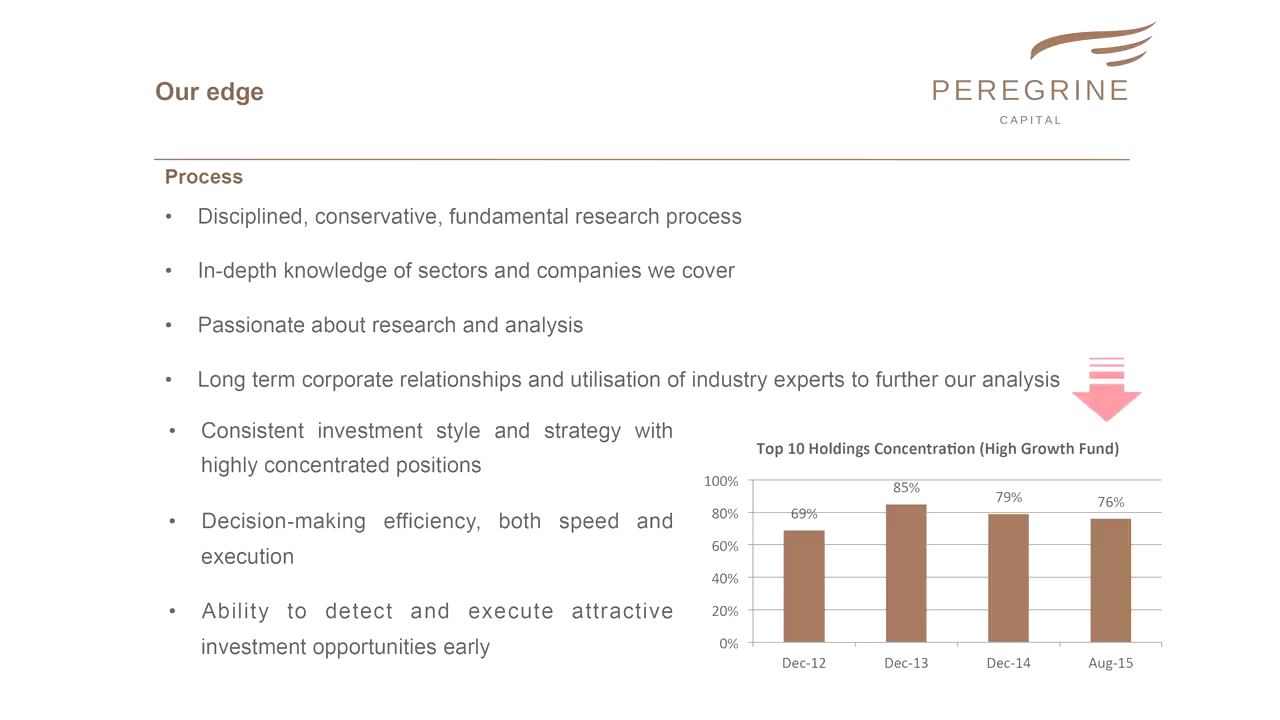 Our edge
PEREGRINE
CAPITAL
Process
• Disciplined, conservative, fundamental research process
• In-depth knowledge of sectors and companies we cover
• Passionate about research and analysis
• Long term corporate relationships and utilisation of industry experts to further our analysis
• Consistent investment style and strategy with
highly concentrated positions
• Decision-making efficiency, both speed and
execution
• Ability to detect and execute attractive
investment opportunities early
Top 10 Holdings Concentration (High Growth Fund)
100%
80%
60%
40%
20%
0%
69%
85%
79%
76%
Dec-12
Dec-13
Dec-14
Aug-15